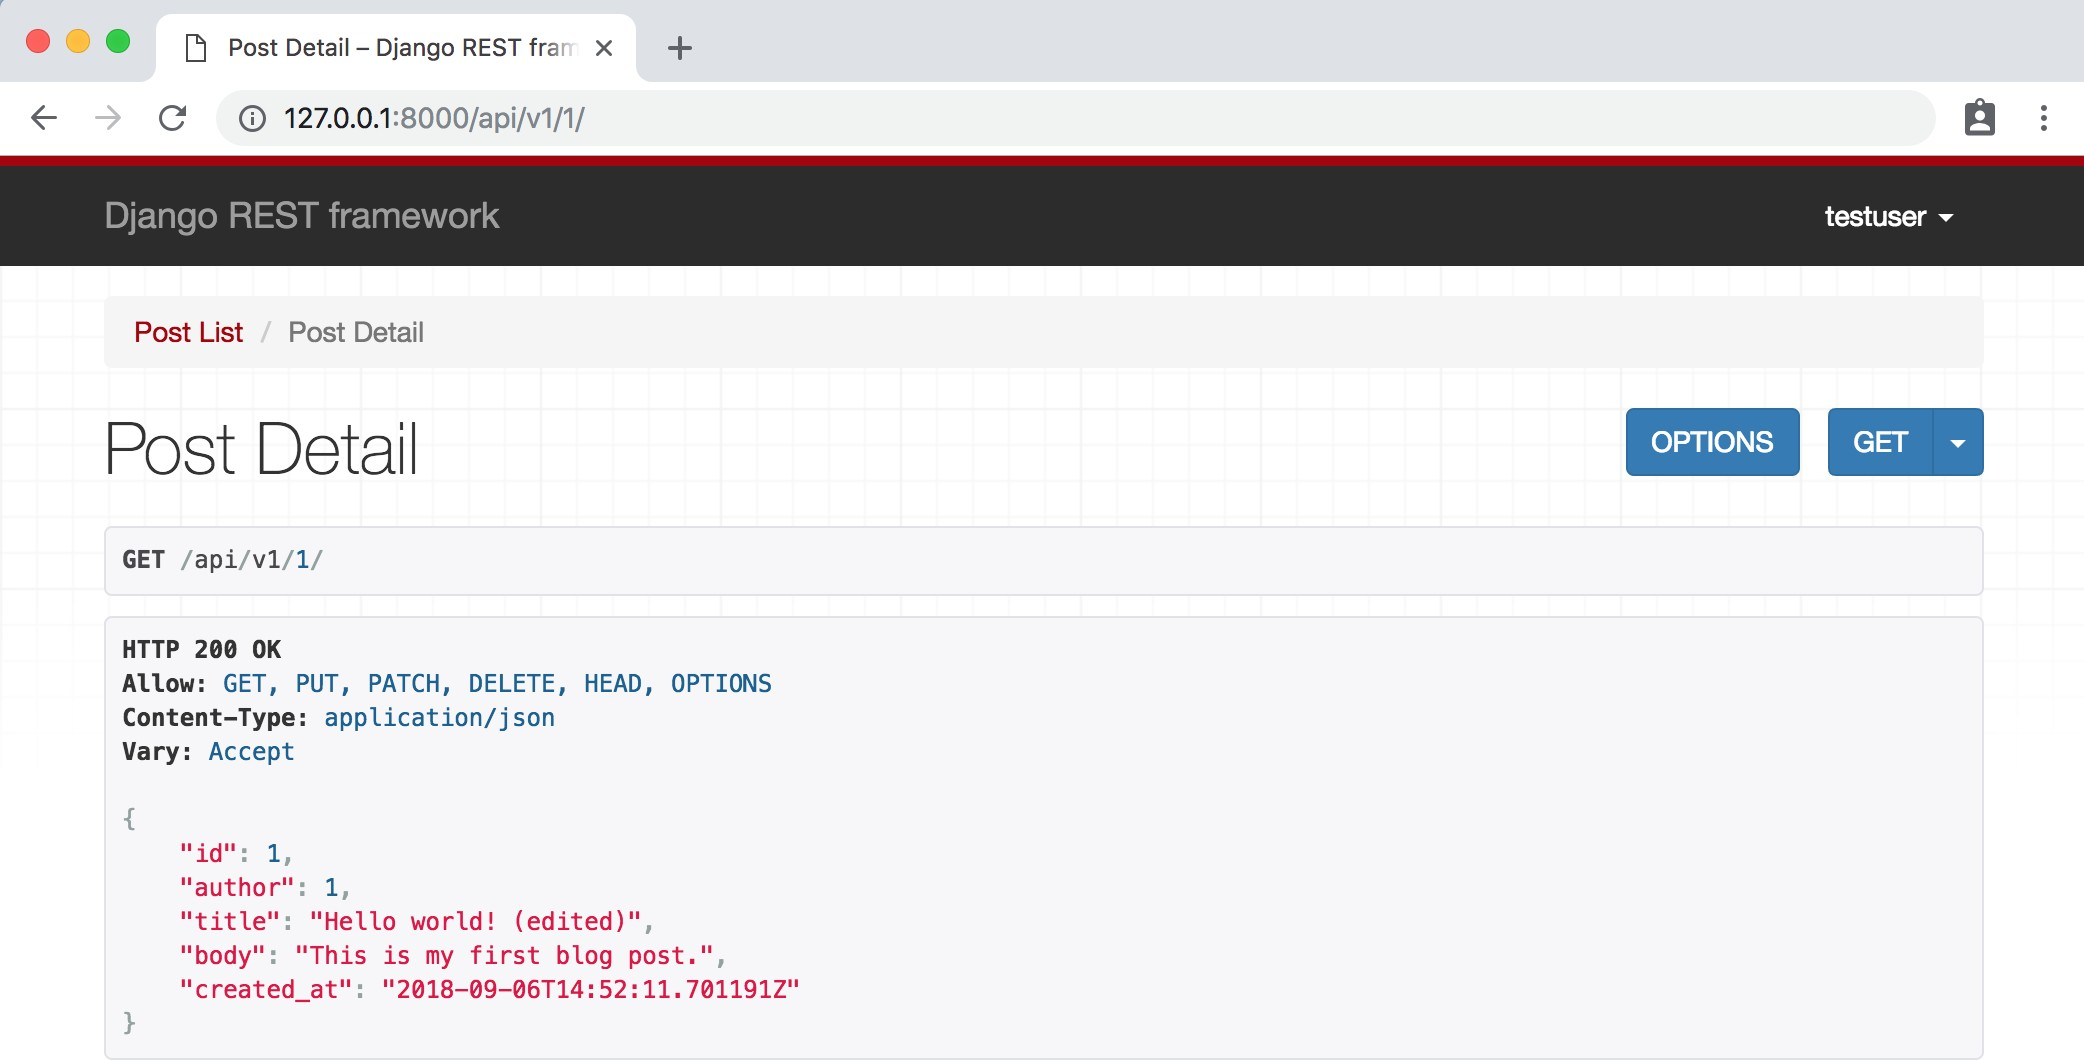 Post Detail – Django REST fram
127.0.0.1:8000/api/v1/1/
Django REST framework
testuser
Post List / Post Detail
Post Detail
OPTIONS
GET
GET /api/v1/1/
HTTP 200 OK
Allow: GET, PUT, PATCH, DELETE, HEAD, OPTIONS
Content-Type: application/json
Vary: Accept
{
    "id": 1,
    "author": 1,
    "title": "Hello world! (edited)",
    "body": "This is my first blog post.",
    "created_at": "2018-09-06T14:52:11.701191Z"
}